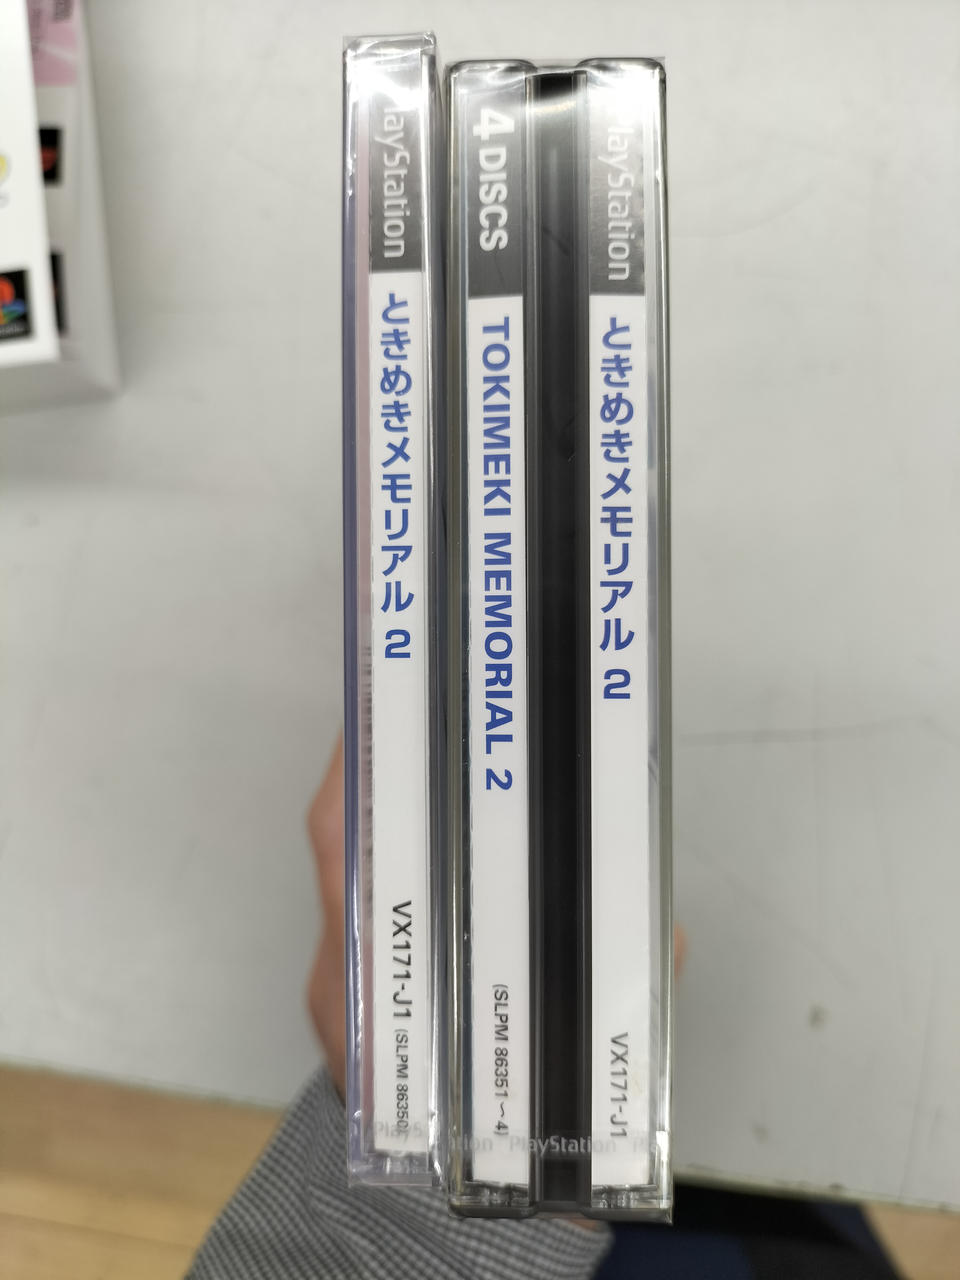 PlayStation
ときめきメモリアル 2
VX171-J1 (SLPM 86350)
4 DISCS
TOKIMEKI MEMORIAL 2
(SLPM 86351~4)
PlayStation
ときめきメモリアル 2
VX171-J1
PlayStation